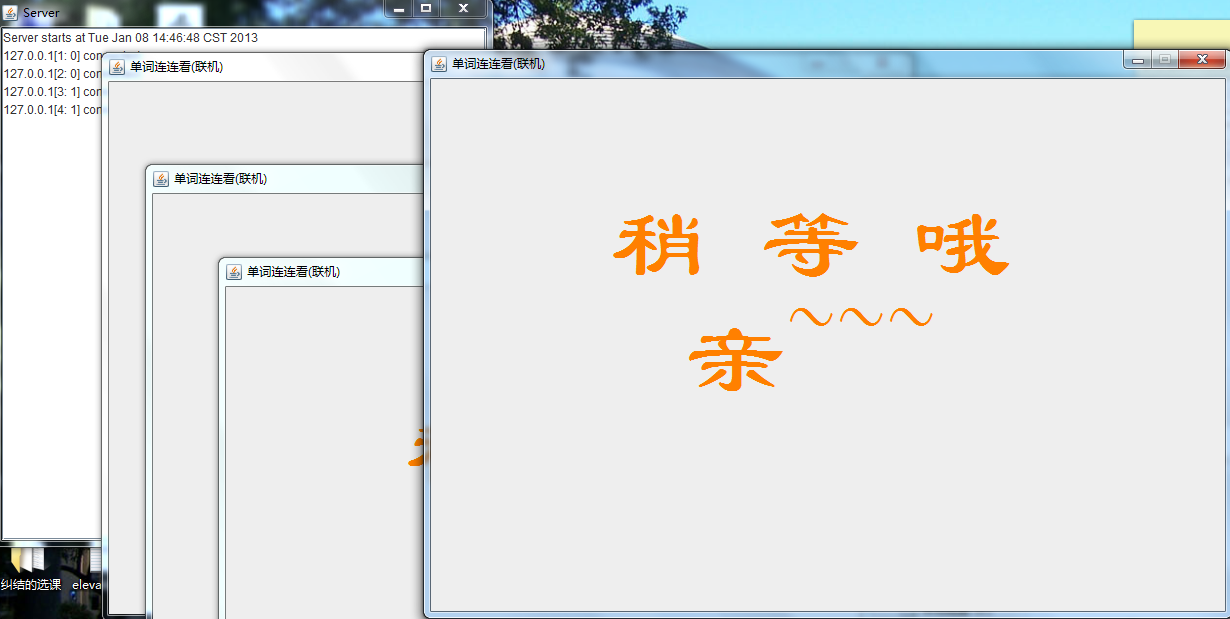 Server
Server starts at Tue Jan 08 14:46:48 CST 2013
127.0.0.1[1: 0]
127.0.0.1[2: 0]
127.0.0.1[3: 1]
127.0.0.1[4: 1]
单词连连看(联机)
单词连连看(联机)
单词连连看(联机)
单词连连看(联机)
稍 等 哦
亲~~~
纠结的选课